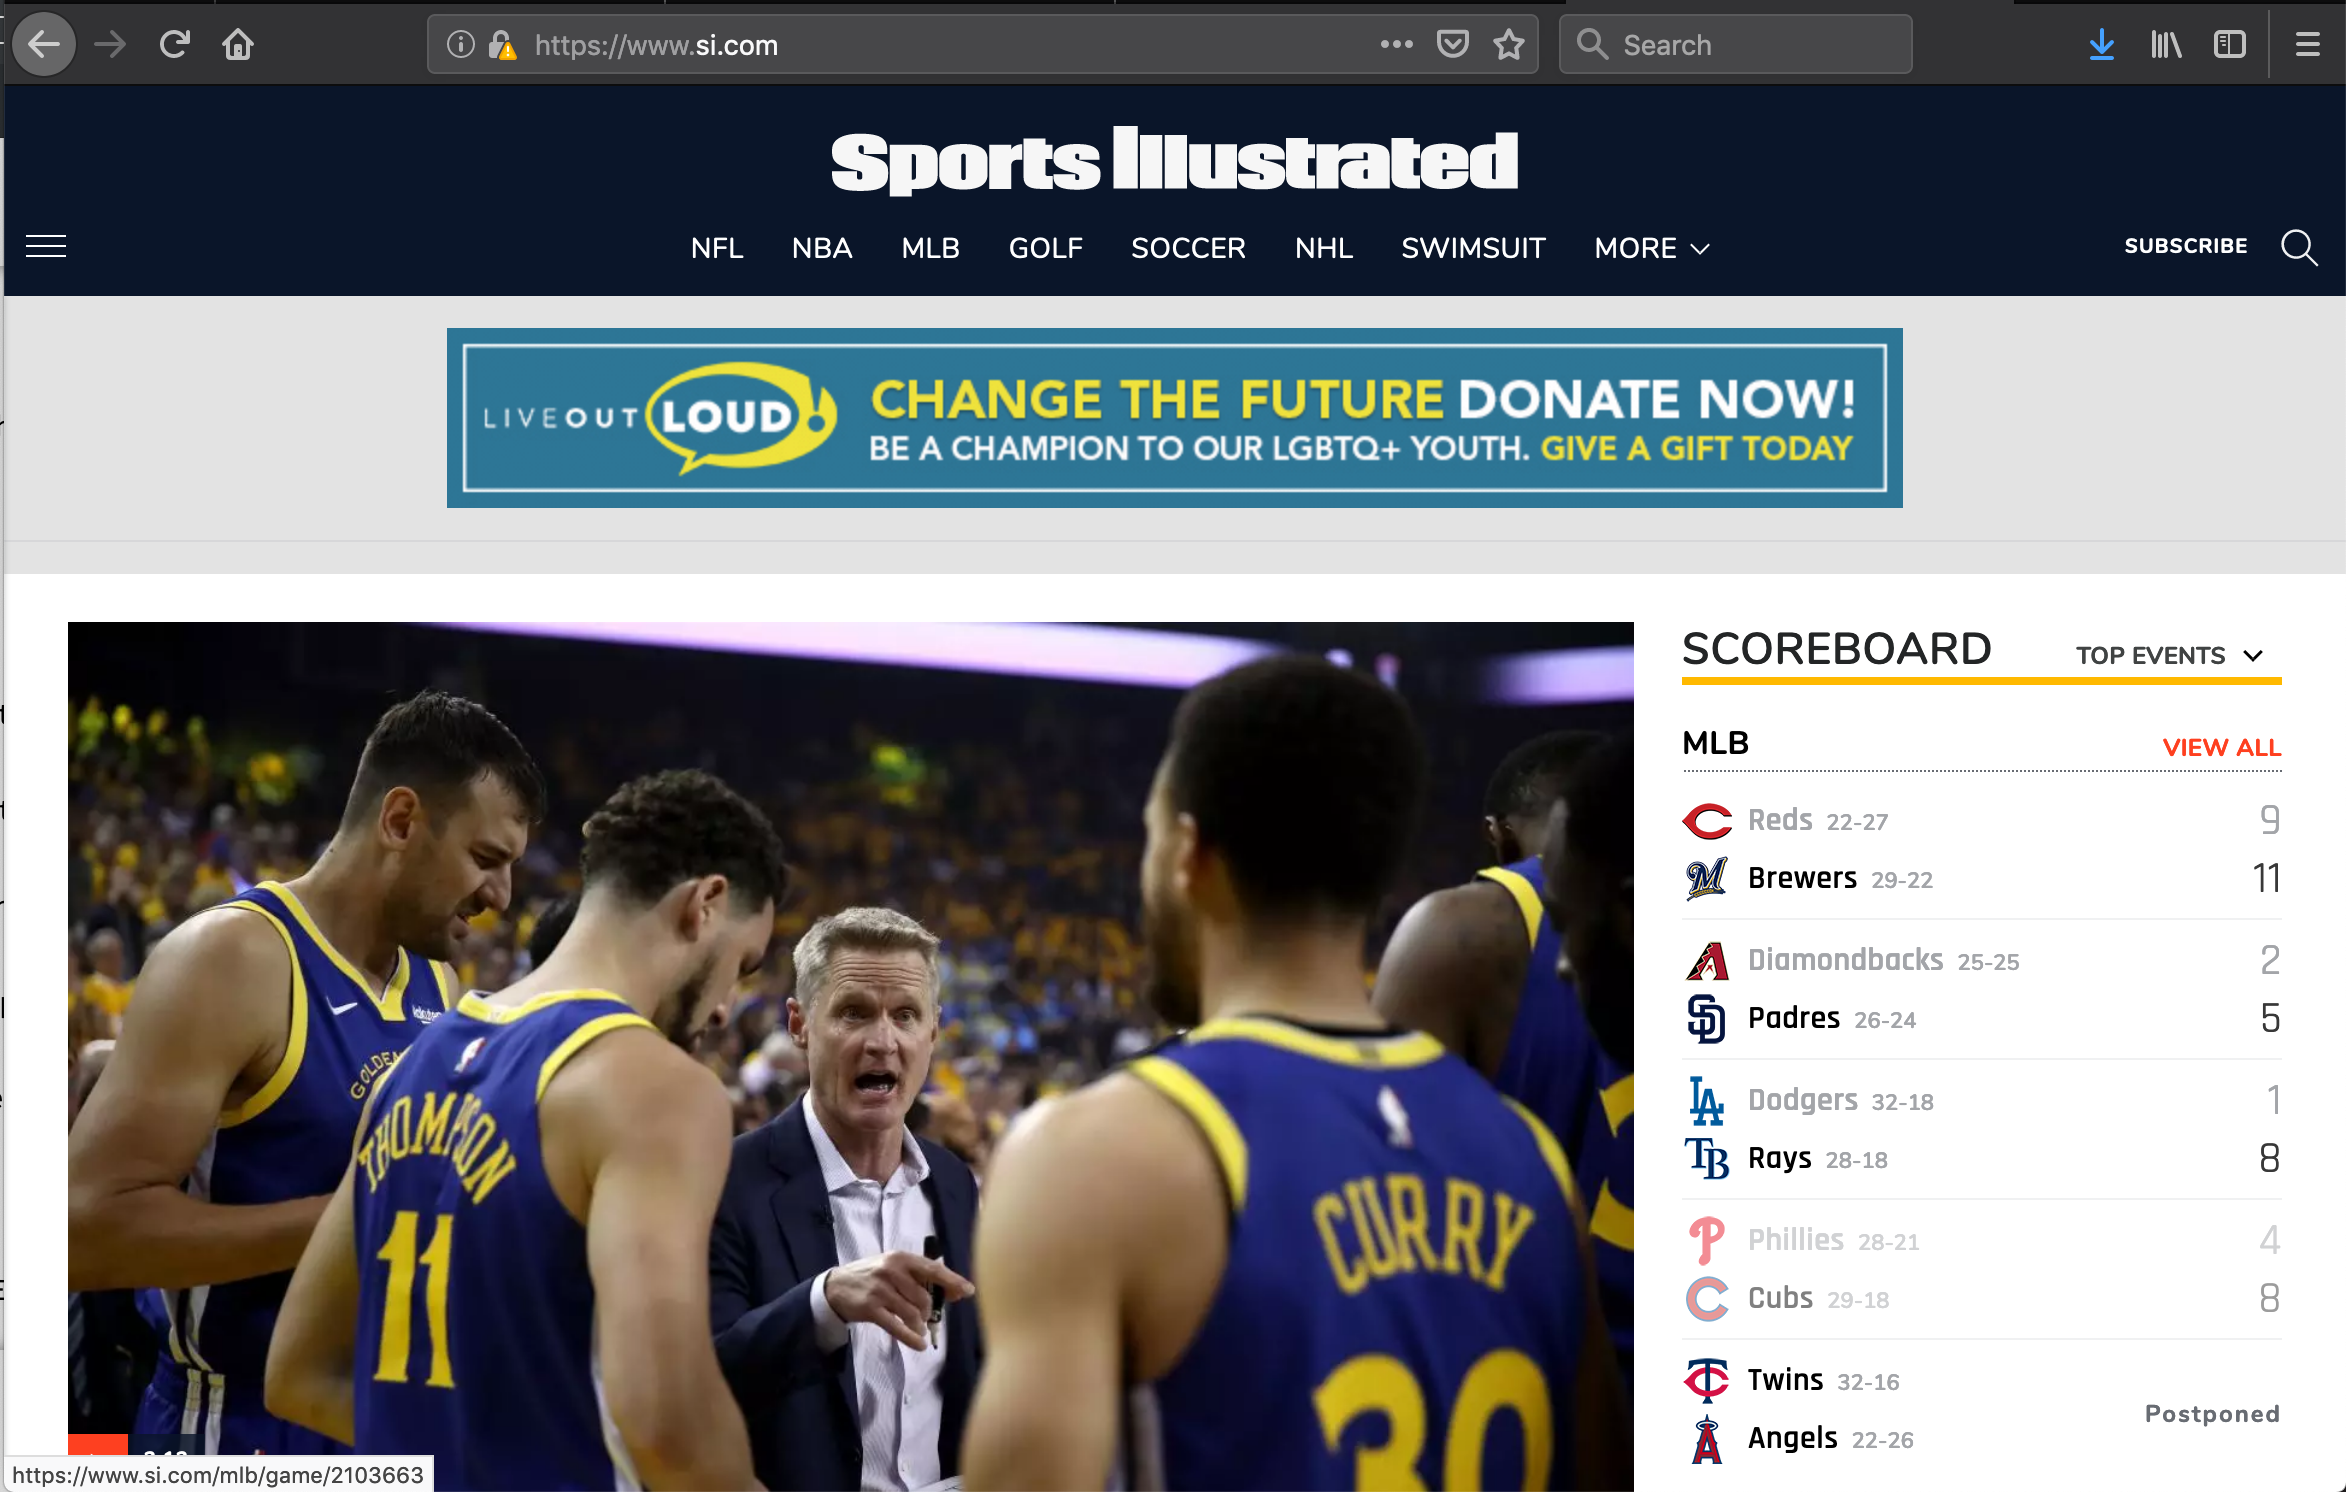 https://www.si.com
Search
Sports Illustrated
NFL NBA MLB GOLF SOCCER NHL SWIMSUIT MORE
SUBSCRIBE
LIVEOUT LOUD! CHANGE THE FUTURE DONATE NOW!
BE A CHAMPION TO OUR LGBTQ+ YOUTH. GIVE A GIFT TODAY
SCOREBOARD TOP EVENTS
MLB VIEW ALL
Reds 22-27 9
Brewers 29-22 11
Diamondbacks 25-25 2
Padres 26-24 5
Dodgers 32-18 1
Rays 28-18 8
Phillies 28-21 4
Cubs 29-18 8
Twins 32-16
Postponed
Angels 22-26
GOLDEN
THOMPSON
11
CURRY
30
https://www.si.com/mlb/game/2103663